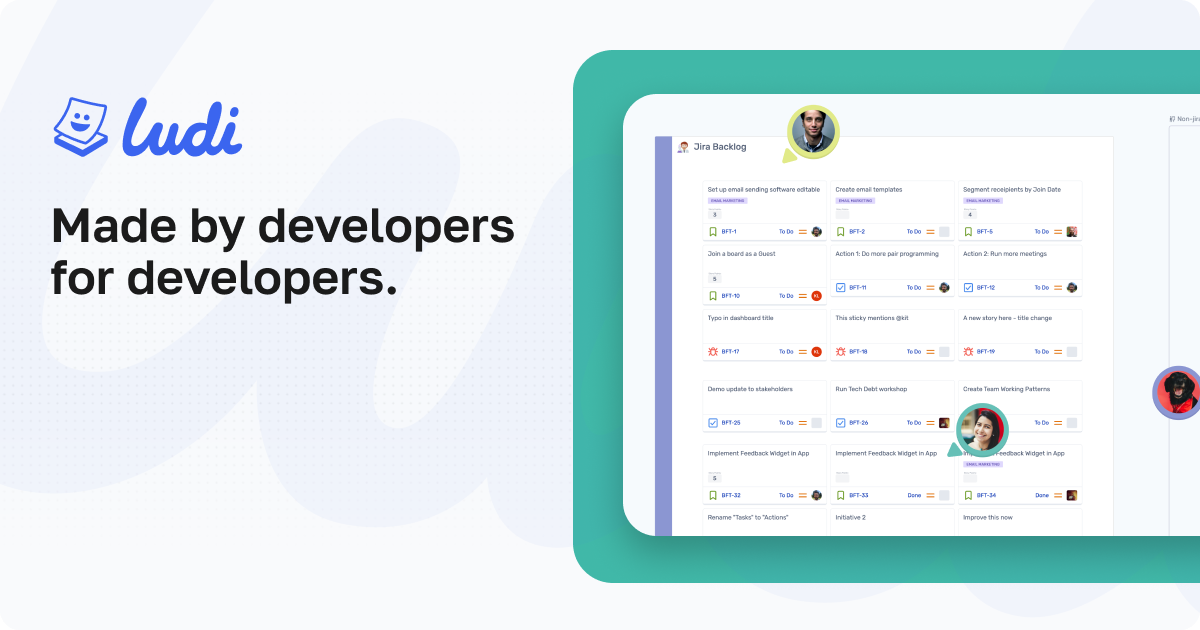 ludi
Made by developers
for developers.
Jira Backlog
Set up email sending software editable
EMAIL MARKETING
3
BFT-1 To Do
Create email templates
EMAIL MARKETING
BFT-2 To Do
Segment receipients by Join Date
EMAIL MARKETING
4
BFT-5 To Do
Join a board as a Guest
5
BFT-10 To Do KL
Action 1: Do more pair programming
BFT-11 To Do
Action 2: Run more meetings
BFT-12 To Do
Typo in dashboard title
BFT-17 To Do KL
This sticky mentions @kit
BFT-18 To Do
A new story here - title change
BFT-19 To Do
Demo update to stakeholders
BFT-25 To Do
Run Tech Debt workshop
BFT-26 To Do
Create Team Working Patterns
To Do
Implement Feedback Widget in App
5
BFT-32 To Do
Implement Feedback Widget in App
BFT-33 Done
Feedback Widget in App
EMAIL MARKETING
BFT-34 Done
Rename "Tasks" to "Actions"
Initiative 2
Improve this now
Non-jira